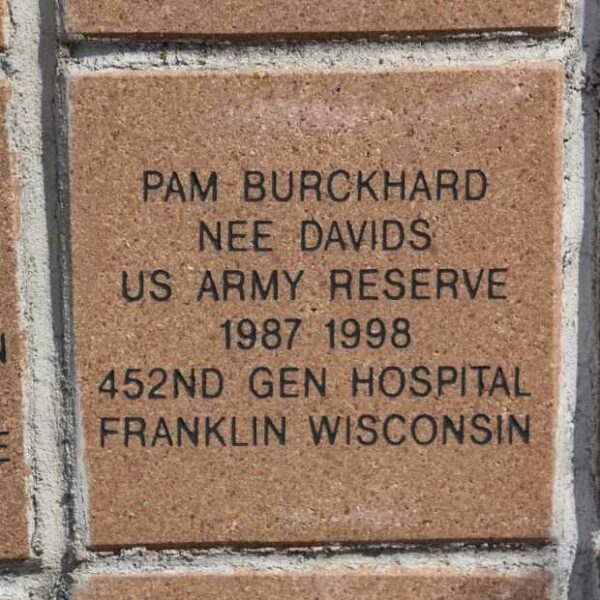 PAM BURCKHARD
NEE DAVIDS
US ARMY RESERVE
1987 1998
452ND GEN HOSPITAL
FRANKLIN WISCONSIN